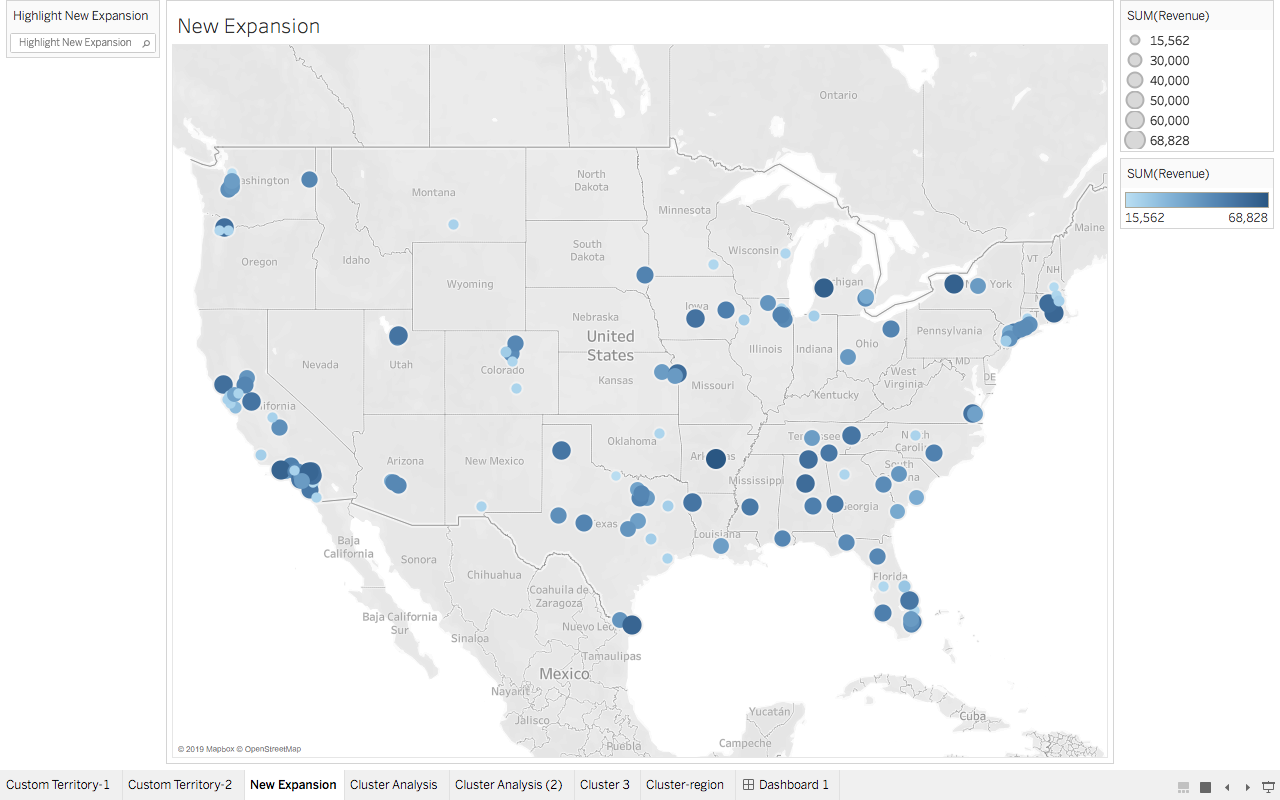 Highlight New Expansion
Highlight New Expansion
New Expansion
Ontario
Washington
Montana
North
Dakota
Minnesota
Maine
Oregon
Idaho
South
Dakota
Wisconsin
VT
NH
Wyoming
Michigan
New York
Nebraska
Iowa
United
States
Nevada
Utah
Colorado
Kansas
Missouri
Illinois
Indiana
Ohio
Pennsylvania
MD
DE
West
Virginia
Kentucky
California
Arizona
New Mexico
Oklahoma
Arkansas
Tennessee
North
Carolina
South
Carolina
Mississippi
Georgia
Texas
Louisiana
Florida
Baja
California
Sonora
Chihuahua
Coahuila de
Zaragoza
Baja California
Sur
Sinaloa
Nuevo León
Tamaulipas
Mexico
Nayarit
Jalisco
Puebla
Yucatán
Campeche
Cuba
© 2019 Mapbox © OpenStreetMap
SUM(Revenue)
15,562
30,000
40,000
50,000
60,000
68,828
SUM(Revenue)
15,562 68,828
Custom Territory-1 Custom Territory-2 New Expansion Cluster Analysis Cluster Analysis (2) Cluster 3 Cluster-region Dashboard 1